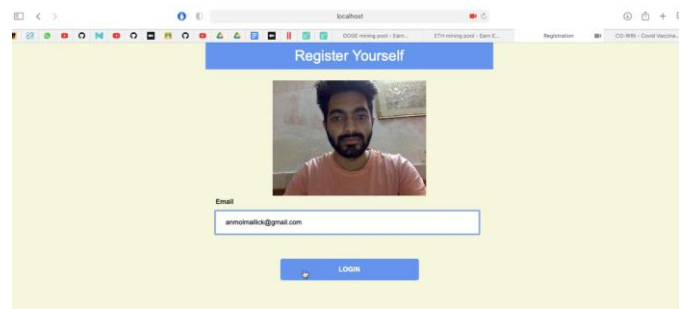 localhost
DOGE mining pool - Earn...
ETH mining pool - Earn E...
Registration
CO-WIN - Covid Vaccine..
Register Yourself
Email
anmolmallick@gmail.com
LOGIN